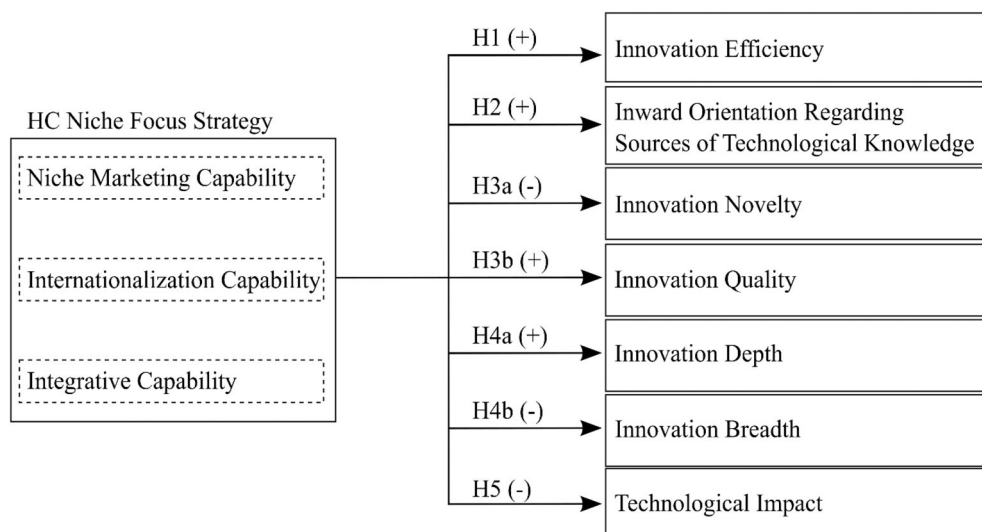 HC Niche Focus Strategy
Niche Marketing Capability
Internationalization Capability
Integrative Capability
H1 (+)
Innovation Efficiency
H2 (+)
Inward Orientation Regarding
Sources of Technological Knowledge
H3a (-)
Innovation Novelty
H3b (+)
Innovation Quality
H4a (+)
Innovation Depth
H4b (-)
Innovation Breadth
H5 (-)
Technological Impact